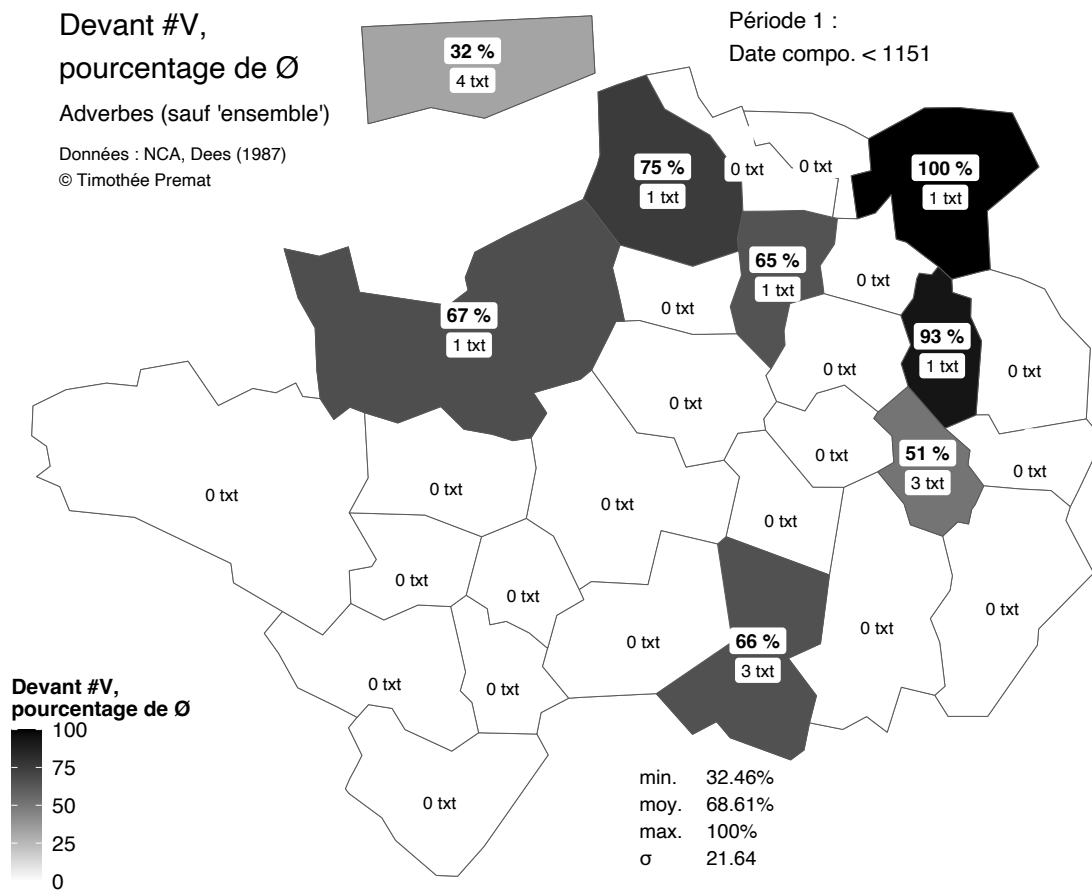 Devant #V,
pourcentage de Ø
Adverbes (sauf 'ensemble')
Données : NCA, Dees (1987)
© Timothée Premat
Période 1 :
Date compo. < 1151
32 %
4 txt
75 %
1 txt
0 txt
0 txt
100 %
1 txt
65 %
1 txt
0 txt
0 txt
67 %
1 txt
93 %
1 txt
0 txt
0 txt
0 txt
0 txt
51 %
3 txt
0 txt
0 txt
0 txt
0 txt
0 txt
0 txt
0 txt
0 txt
0 txt
66 %
3 txt
0 txt
0 txt
0 txt
0 txt
0 txt
Devant #V,
pourcentage de Ø
100
75
50
25
0
min. 32.46%
moy. 68.61%
max. 100%
σ 21.64